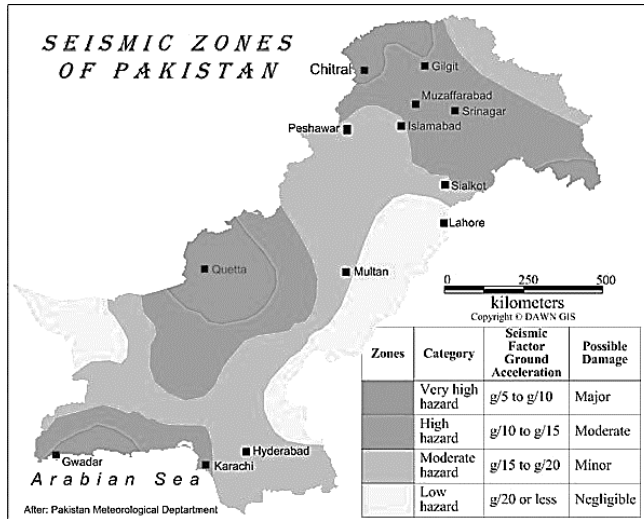 SEISMIC ZONES
OF PAKISTAN
Chitral
Gilgit
Muzaffarabad
Srinagar
Peshawar
Islamabad
Sialkot
Lahore
Quetta
Multan
0 250 500
kilometers
Copyright © DAWN GIS
Zones Category Seismic Factor Ground Acceleration Possible Damage
Very high hazard g/5 to g/10 Major
High hazard g/10 to g/15 Moderate
Moderate hazard g/15 to g/20 Minor
Low hazard g/20 or less Negligible
Hyderabad
Gwadar
Karachi
Arabian Sea
After: Pakistan Meteorological Deptartment